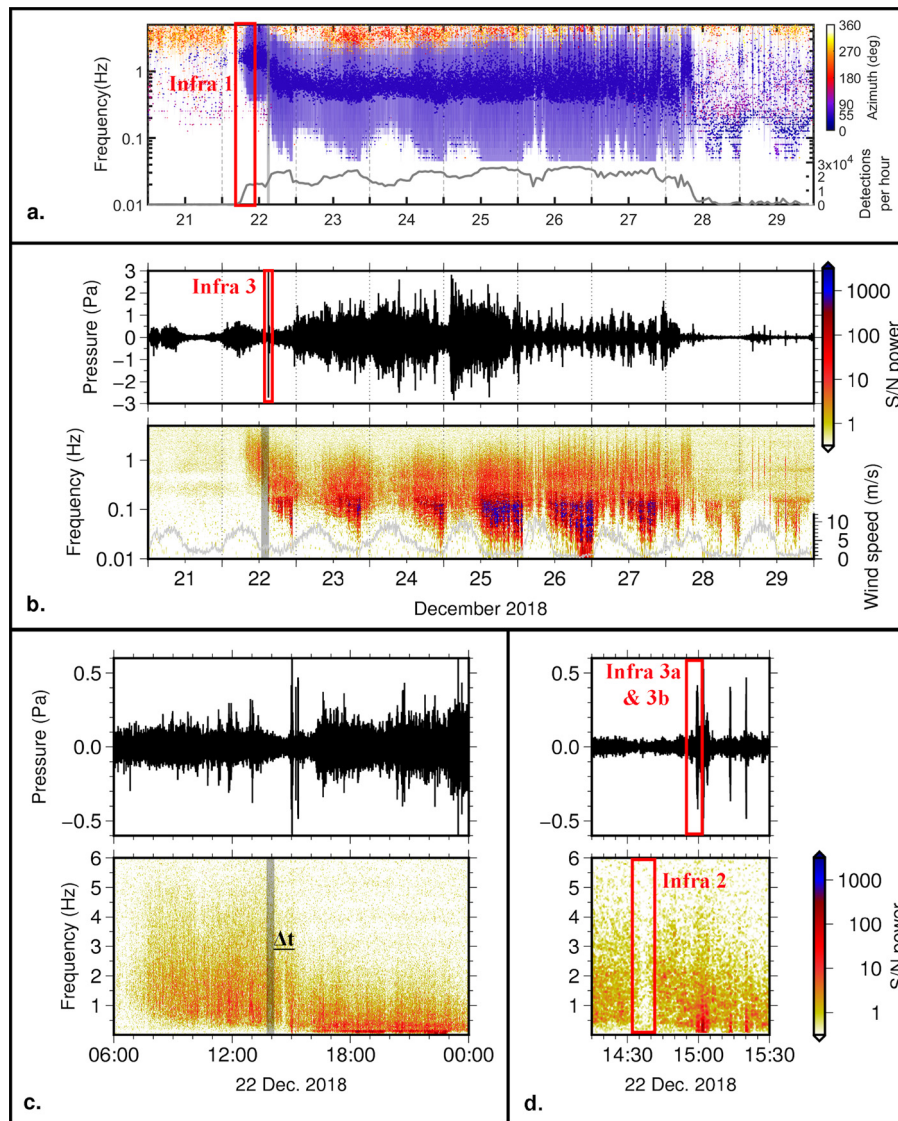 Frequency(Hz)
1
0.1
0.01
Infra 1
360
270
180
90
55
0
Azimuth (deg)
3x10⁴
2
1
0
Detections
per hour
21 22 23 24 25 26 27 28 29
a.
Pressure (Pa)
3
2
1
0
−1
−2
−3
Infra 3
1000
100
10
1
S/N power
Frequency (Hz)
1
0.1
0.01
10
5
0
Wind speed (m/s)
21 22 23 24 25 26 27 28 29
December 2018
b.
Pressure (Pa)
0.5
0.0
−0.5
Frequency (Hz)
6
5
4
3
2
1
Δt
06:00 12:00 18:00 00:00
22 Dec. 2018
c.
0.5
0.0
−0.5
Infra 3a
& 3b
6
5
4
3
2
1
Infra 2
14:30 15:00 15:30
22 Dec. 2018
1000
100
10
1
S/N power
d.